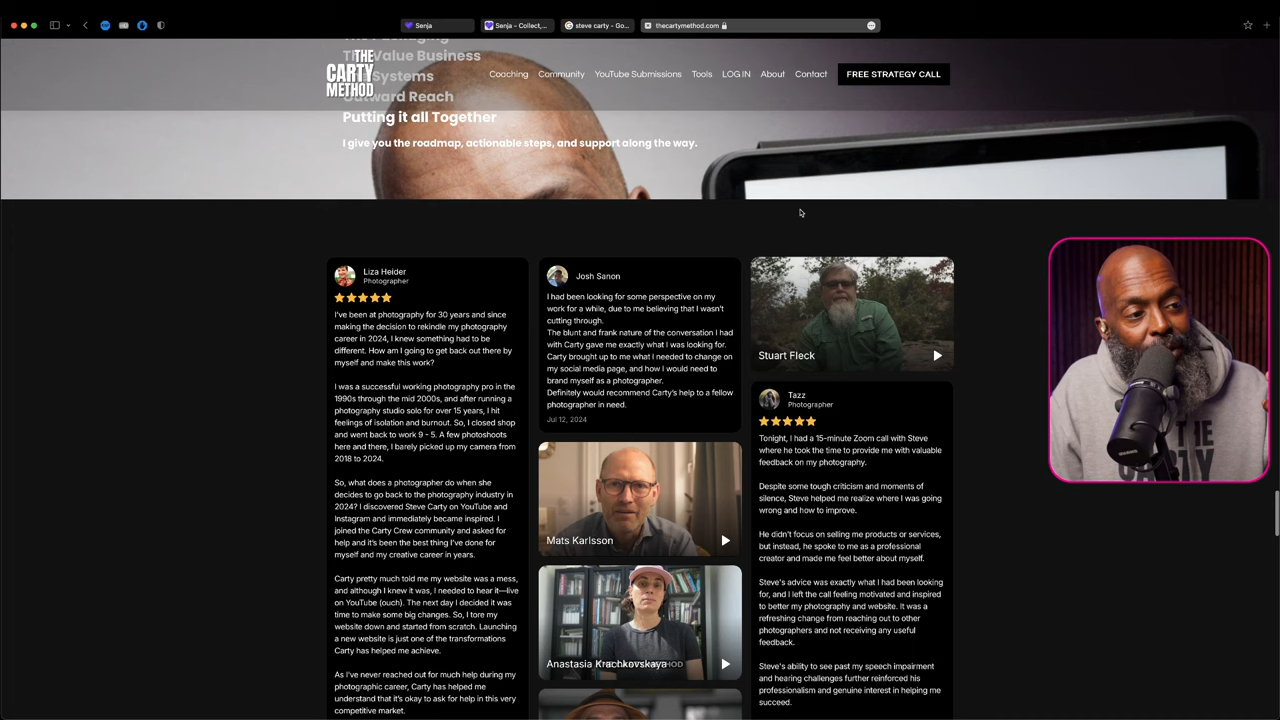 Senja
Senja – Collect,...
steve carty - Go...
thecartymethod.com
The Value Business
Systems
Outward Reach
Putting it all Together
I give you the roadmap, actionable steps, and support along the way.
THE
CARTY
METHOD
Coaching
Community
YouTube Submissions
Tools
LOG IN
About
Contact
FREE STRATEGY CALL
Liza Heider
Photographer
I've been at photography for 30 years and since
making the decision to rekindle my photography
career in 2024, I knew something had to be
different. How am I going to get back out there by
myself and make this work?
I was a successful working photography pro in the
1990s through the mid 2000s, and after running a
photography studio solo for over 15 years, I hit
feelings of isolation and burnout. So, I closed shop
and went back to work 9 - 5. A few photoshoots
here and there, I barely picked up my camera from
2018 to 2024.
So, what does a photographer do when she
decides to go back to the photography industry in
2024? I discovered Steve Carty on YouTube and
Instagram and immediately became inspired. I
joined the Carty Crew community and asked for
help and it's been the best thing I've done for
myself and my creative career in years.
Carty pretty much told me my website was a mess,
and although I knew it was, I needed to hear it—live
on YouTube (ouch). The next day I decided it was
time to make some big changes. So, I tore my
website down and started from scratch. Launching
a new website is just one of the transformations
Carty has helped me achieve.
As I've never reached out for much help during my
photographic career, Carty has helped me
understand that it's okay to ask for help in this very
competitive market.
Josh Sanon
I had been looking for some perspective on my
work for a while, due to me believing that I wasn't
cutting through.
The blunt and frank nature of the conversation I had
with Carty gave me exactly what I was looking for.
Carty brought up to me what I needed to change on
my social media page, and how I would need to
brand myself as a photographer.
Definitely would recommend Carty's help to a fellow
photographer in need.
Jul 12, 2024
Mats Karlsson
Anastasia Krachkovskaya
Stuart Fleck
Tazz
Photographer
Tonight, I had a 15-minute Zoom call with Steve
where he took the time to provide me with valuable
feedback on my photography.
Despite some tough criticism and moments of
silence, Steve helped me realize where I was going
wrong and how to improve.
He didn't focus on selling me products or services,
but instead, he spoke to me as a professional
creator and made me feel better about myself.
Steve's advice was exactly what I had been looking
for, and I left the call feeling motivated and inspired
to better my photography and website. It was a
refreshing change from reaching out to other
photographers and not receiving any useful
feedback.
Steve's ability to see past my speech impairment
and hearing challenges further reinforced his
professionalism and genuine interest in helping me
succeed.